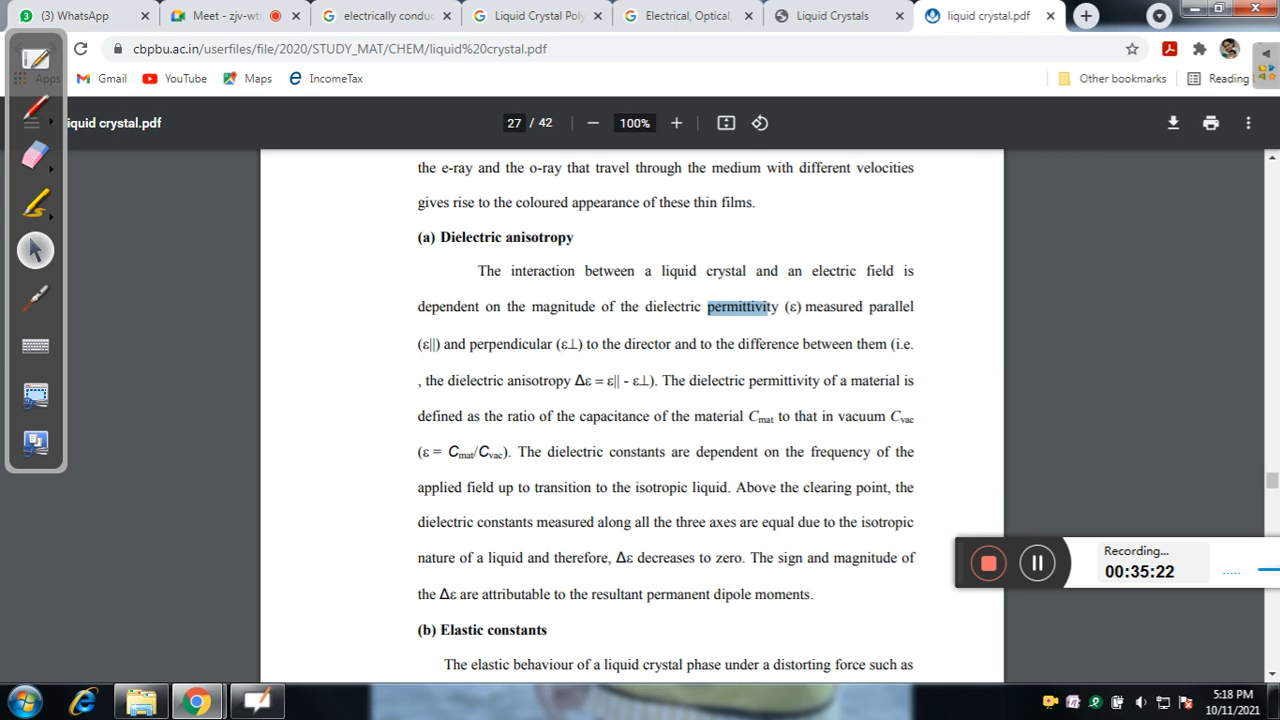 (3) WhatsApp
Meet - zjv-wti
electrically conduc
Liquid Crystal Poly
Electrical, Optical,
Liquid crystals
liquid crystal.pdf
cbpbu.ac.in/userfiles/file/2020/STUDY_MAT/CHEM/liquid%20crystal.pdf
Apps
Gmail
YouTube
Maps
IncomeTax
Other bookmarks
Reading
iquid crystal.pdf
27 / 42
100%
the e-ray and the o-ray that travel through the medium with different velocities
gives rise to the coloured appearance of these thin films.
(a) Dielectric anisotropy
The interaction between a liquid crystal and an electric field is
dependent on the magnitude of the dielectric permittivity (ε) measured parallel
(ε||) and perpendicular (ε⊥) to the director and to the difference between them (i.e.
, the dielectric anisotropy Δε = ε|| - ε⊥). The dielectric permittivity of a material is
defined as the ratio of the capacitance of the material Cmat to that in vacuum Cvac
(ε = Cmat/Cvac). The dielectric constants are dependent on the frequency of the
applied field up to transition to the isotropic liquid. Above the clearing point, the
dielectric constants measured along all the three axes are equal due to the isotropic
nature of a liquid and therefore, Δε decreases to zero. The sign and magnitude of
the Δε are attributable to the resultant permanent dipole moments.
(b) Elastic constants
The elastic behaviour of a liquid crystal phase under a distorting force such as
Recording...
00:35:22
5:18 PM
10/11/2021